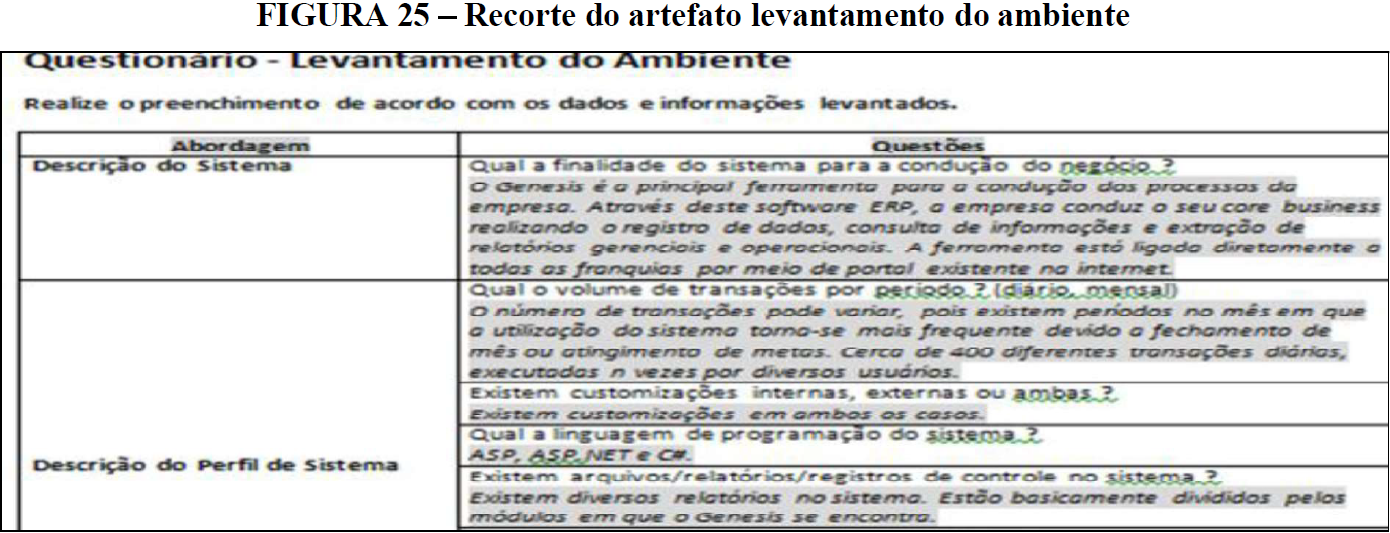 FIGURA 25 – Recorte do artefato levantamento do ambiente
Questionário - Levantamento do Ambiente
Realize o preenchimento de acordo com os dados e informações levantados.
Abordagem
Questões
Descrição do Sistema
Qual a finalidade do sistema para a condução do negócio ?
O Genesis é a principal ferramenta para a condução dos processos da
empresa. Através deste software ERP, a empresa conduz o seu core business
realizando o registro de dados, consulta de informações e extração de
relatórios gerenciais e operacionais. A ferramenta está ligada diretamente a
todas as franquias por meio de portal existente na internet.
Descrição do Perfil de Sistema
Qual o volume de transações por período ? (diário, mensal)
O número de transações pode variar, pois existem períodos no mês em que
a utilização do sistema torna-se mais frequente devido a fechamento de
mês ou atingimento de metas. Cerca de 400 diferentes transações diárias,
executadas n vezes por diversos usuários.
Existem customizações internas, externas ou ambas ?
Existem customizações em ambos os casos.
Qual a linguagem de programação do sistema ?
ASP, ASP.NET e C#.
Existem arquivos/relatórios/registros de controle no sistema ?
Existem diversos relatórios no sistema. Estão basicamente divididos pelos
módulos em que o Genesis se encontra.